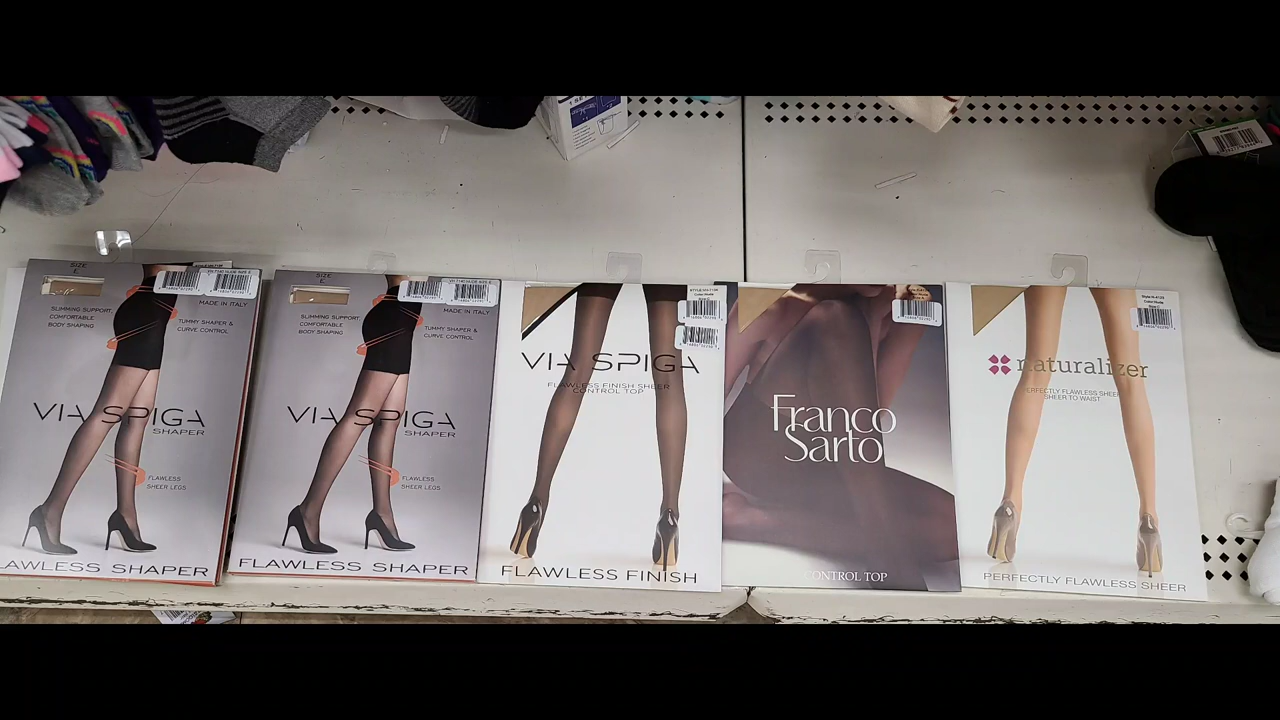 SIZE
E
MADE IN ITALY
SLIMMING SUPPORT
COMFORTABLE
BODY SHAPING
TUMMY SHAPER &
CURVE CONTROL
VIA SPIGA
SHAPER
FLAWLESS
SHEER LEGS
FLAWLESS SHAPER
SIZE
E
MADE IN ITALY
SLIMMING SUPPORT
COMFORTABLE
BODY SHAPING
TUMMY SHAPER &
CURVE CONTROL
VIA SPIGA
SHAPER
FLAWLESS
SHEER LEGS
FLAWLESS SHAPER
VIA SPIGA
FLAWLESS FINISH SHEER
CONTROL TOP
FLAWLESS FINISH
Franco
Sarto
CONTROL TOP
naturalizer
PERFECTLY FLAWLESS SHEER
SHEER TO WAIST
PERFECTLY FLAWLESS SHEER